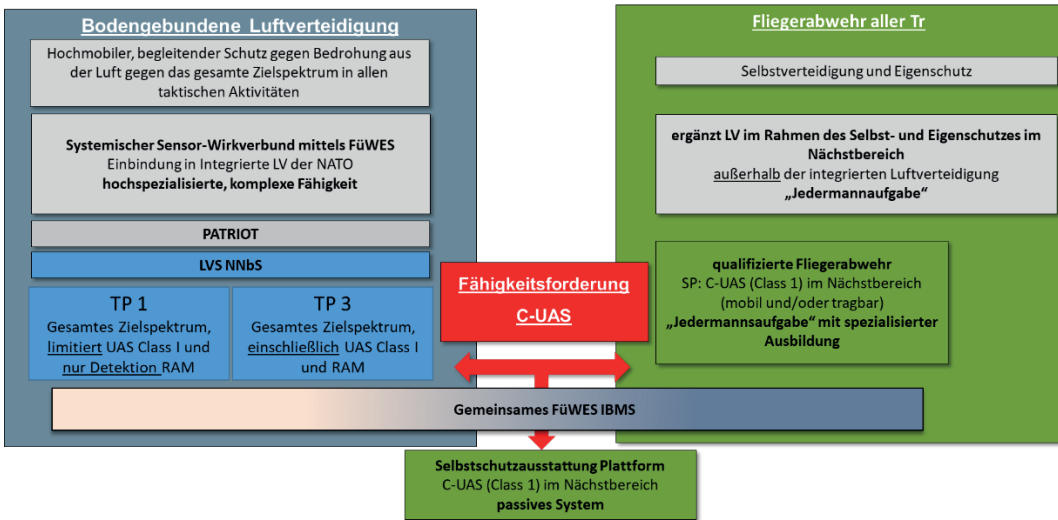 Bodengebundene Luftverteidigung
Hochmobiler, begleitender Schutz gegen Bedrohung aus
der Luft gegen das gesamte Zielspektrum in allen
taktischen Aktivitäten
Systemischer Sensor-Wirkverbund mittels FüWES
Einbindung in Integrierte LV der NATO
hochspezialisierte, komplexe Fähigkeit
PATRIOT
LVS NNbS
TP 1
Gesamtes Zielspektrum,
limitiert UAS Class I und
nur Detektion RAM
TP 3
Gesamtes Zielspektrum,
einschließlich UAS Class I
und RAM
Fähigkeitsforderung
C-UAS
Fliegerabwehr aller Tr
Selbstverteidigung und Eigenschutz
ergänzt LV im Rahmen des Selbst- und Eigenschutzes im
Nächstbereich
außerhalb der integrierten Luftverteidigung
„Jedermannaufgabe“
qualifizierte Fliegerabwehr
SP: C-UAS (Class 1) im Nächstbereich
(mobil und/oder tragbar)
„Jedermannsaufgabe“ mit spezialisierter
Ausbildung
Gemeinsames FüWES IBMS
Selbstschutzausstattung Plattform
C-UAS (Class 1) im Nächstbereich
passives System